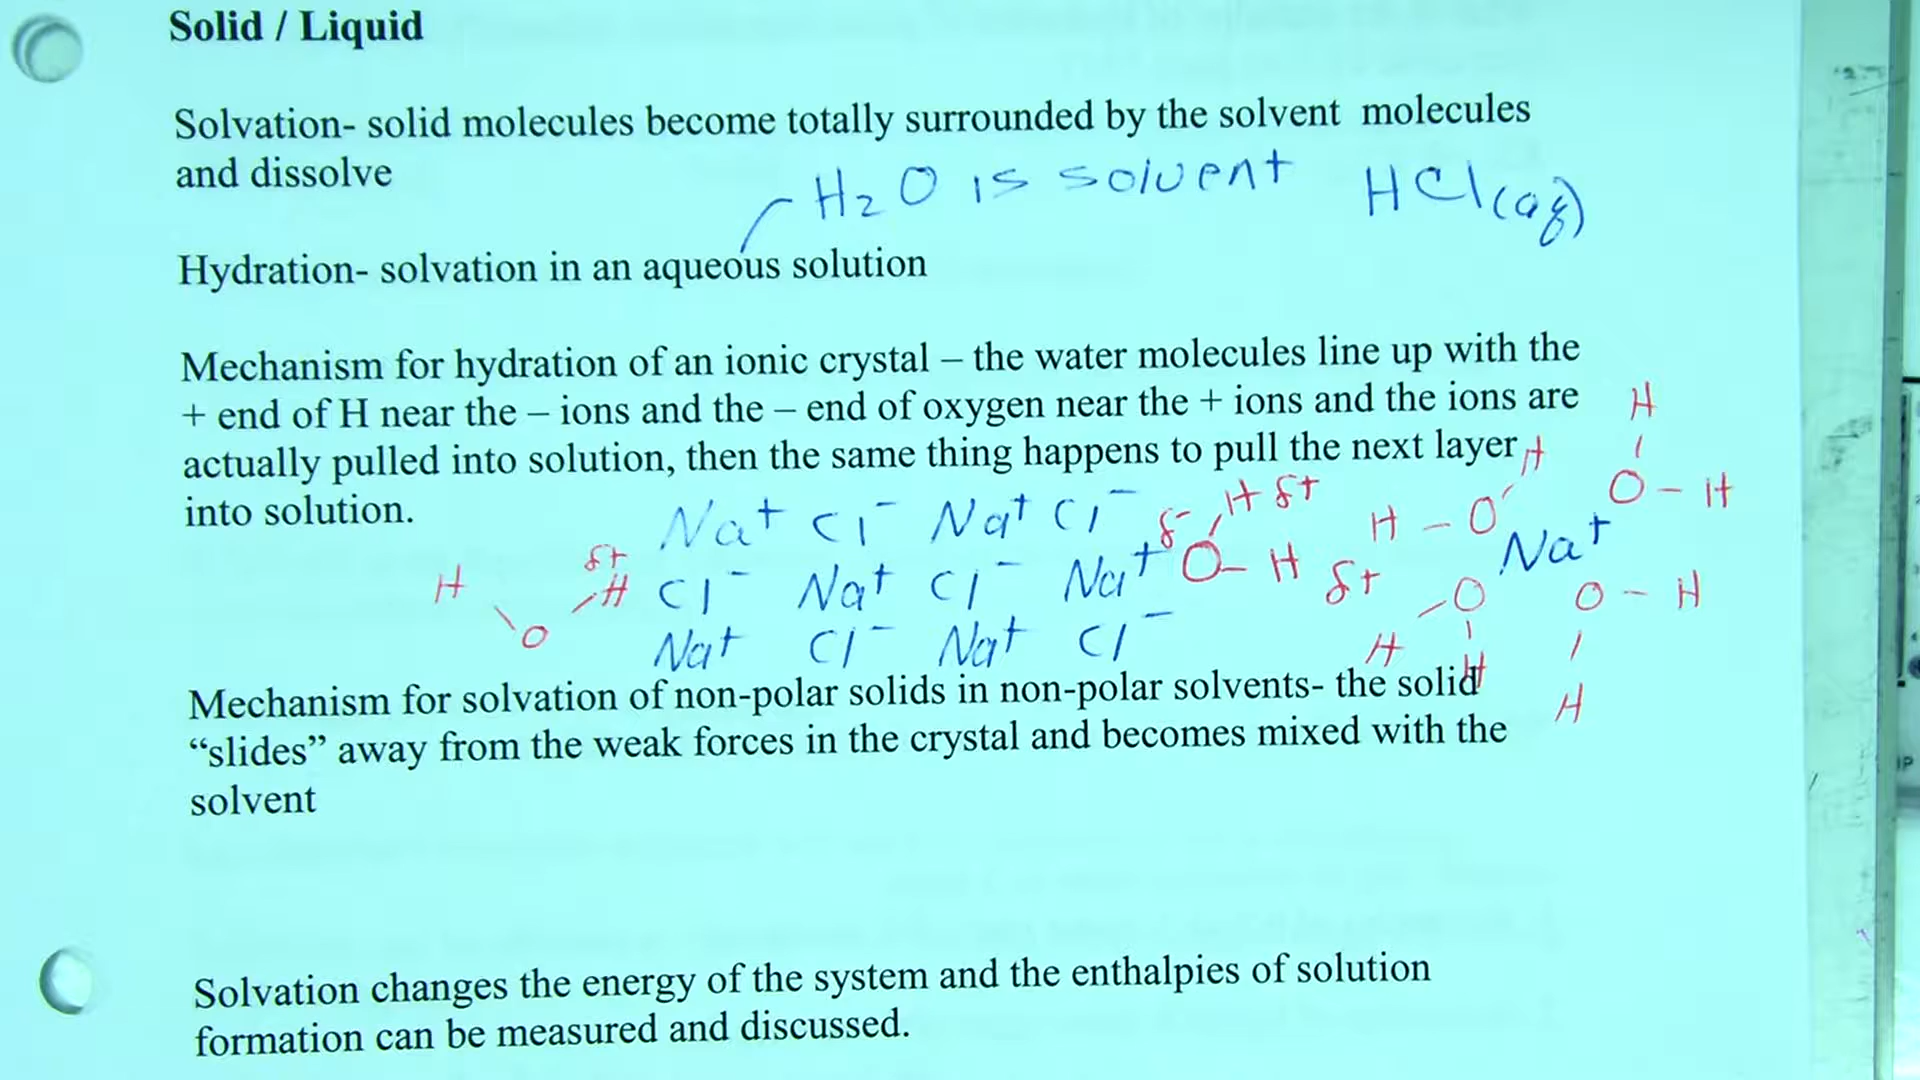 Solid / Liquid
Solvation- solid molecules become totally surrounded by the solvent molecules
and dissolve
H₂O is solvent HCl(aq)
Hydration- solvation in an aqueous solution
Mechanism for hydration of an ionic crystal – the water molecules line up with the
+ end of H near the – ions and the – end of oxygen near the + ions and the ions are
H
actually pulled into solution, then the same thing happens to pull the next layer
H
into solution.
Na⁺ Cl⁻ Na⁺ Cl⁻ δ⁻ H δ+ H – O O – H
H δ+ H Cl⁻ Na⁺ Cl⁻ Na⁺ O – H δ+ Na⁺
O O O – H
Na⁺ Cl⁻ Na⁺ Cl⁻ H H H
Mechanism for solvation of non-polar solids in non-polar solvents- the solid
“slides” away from the weak forces in the crystal and becomes mixed with the
solvent
Solvation changes the energy of the system and the enthalpies of solution
formation can be measured and discussed.